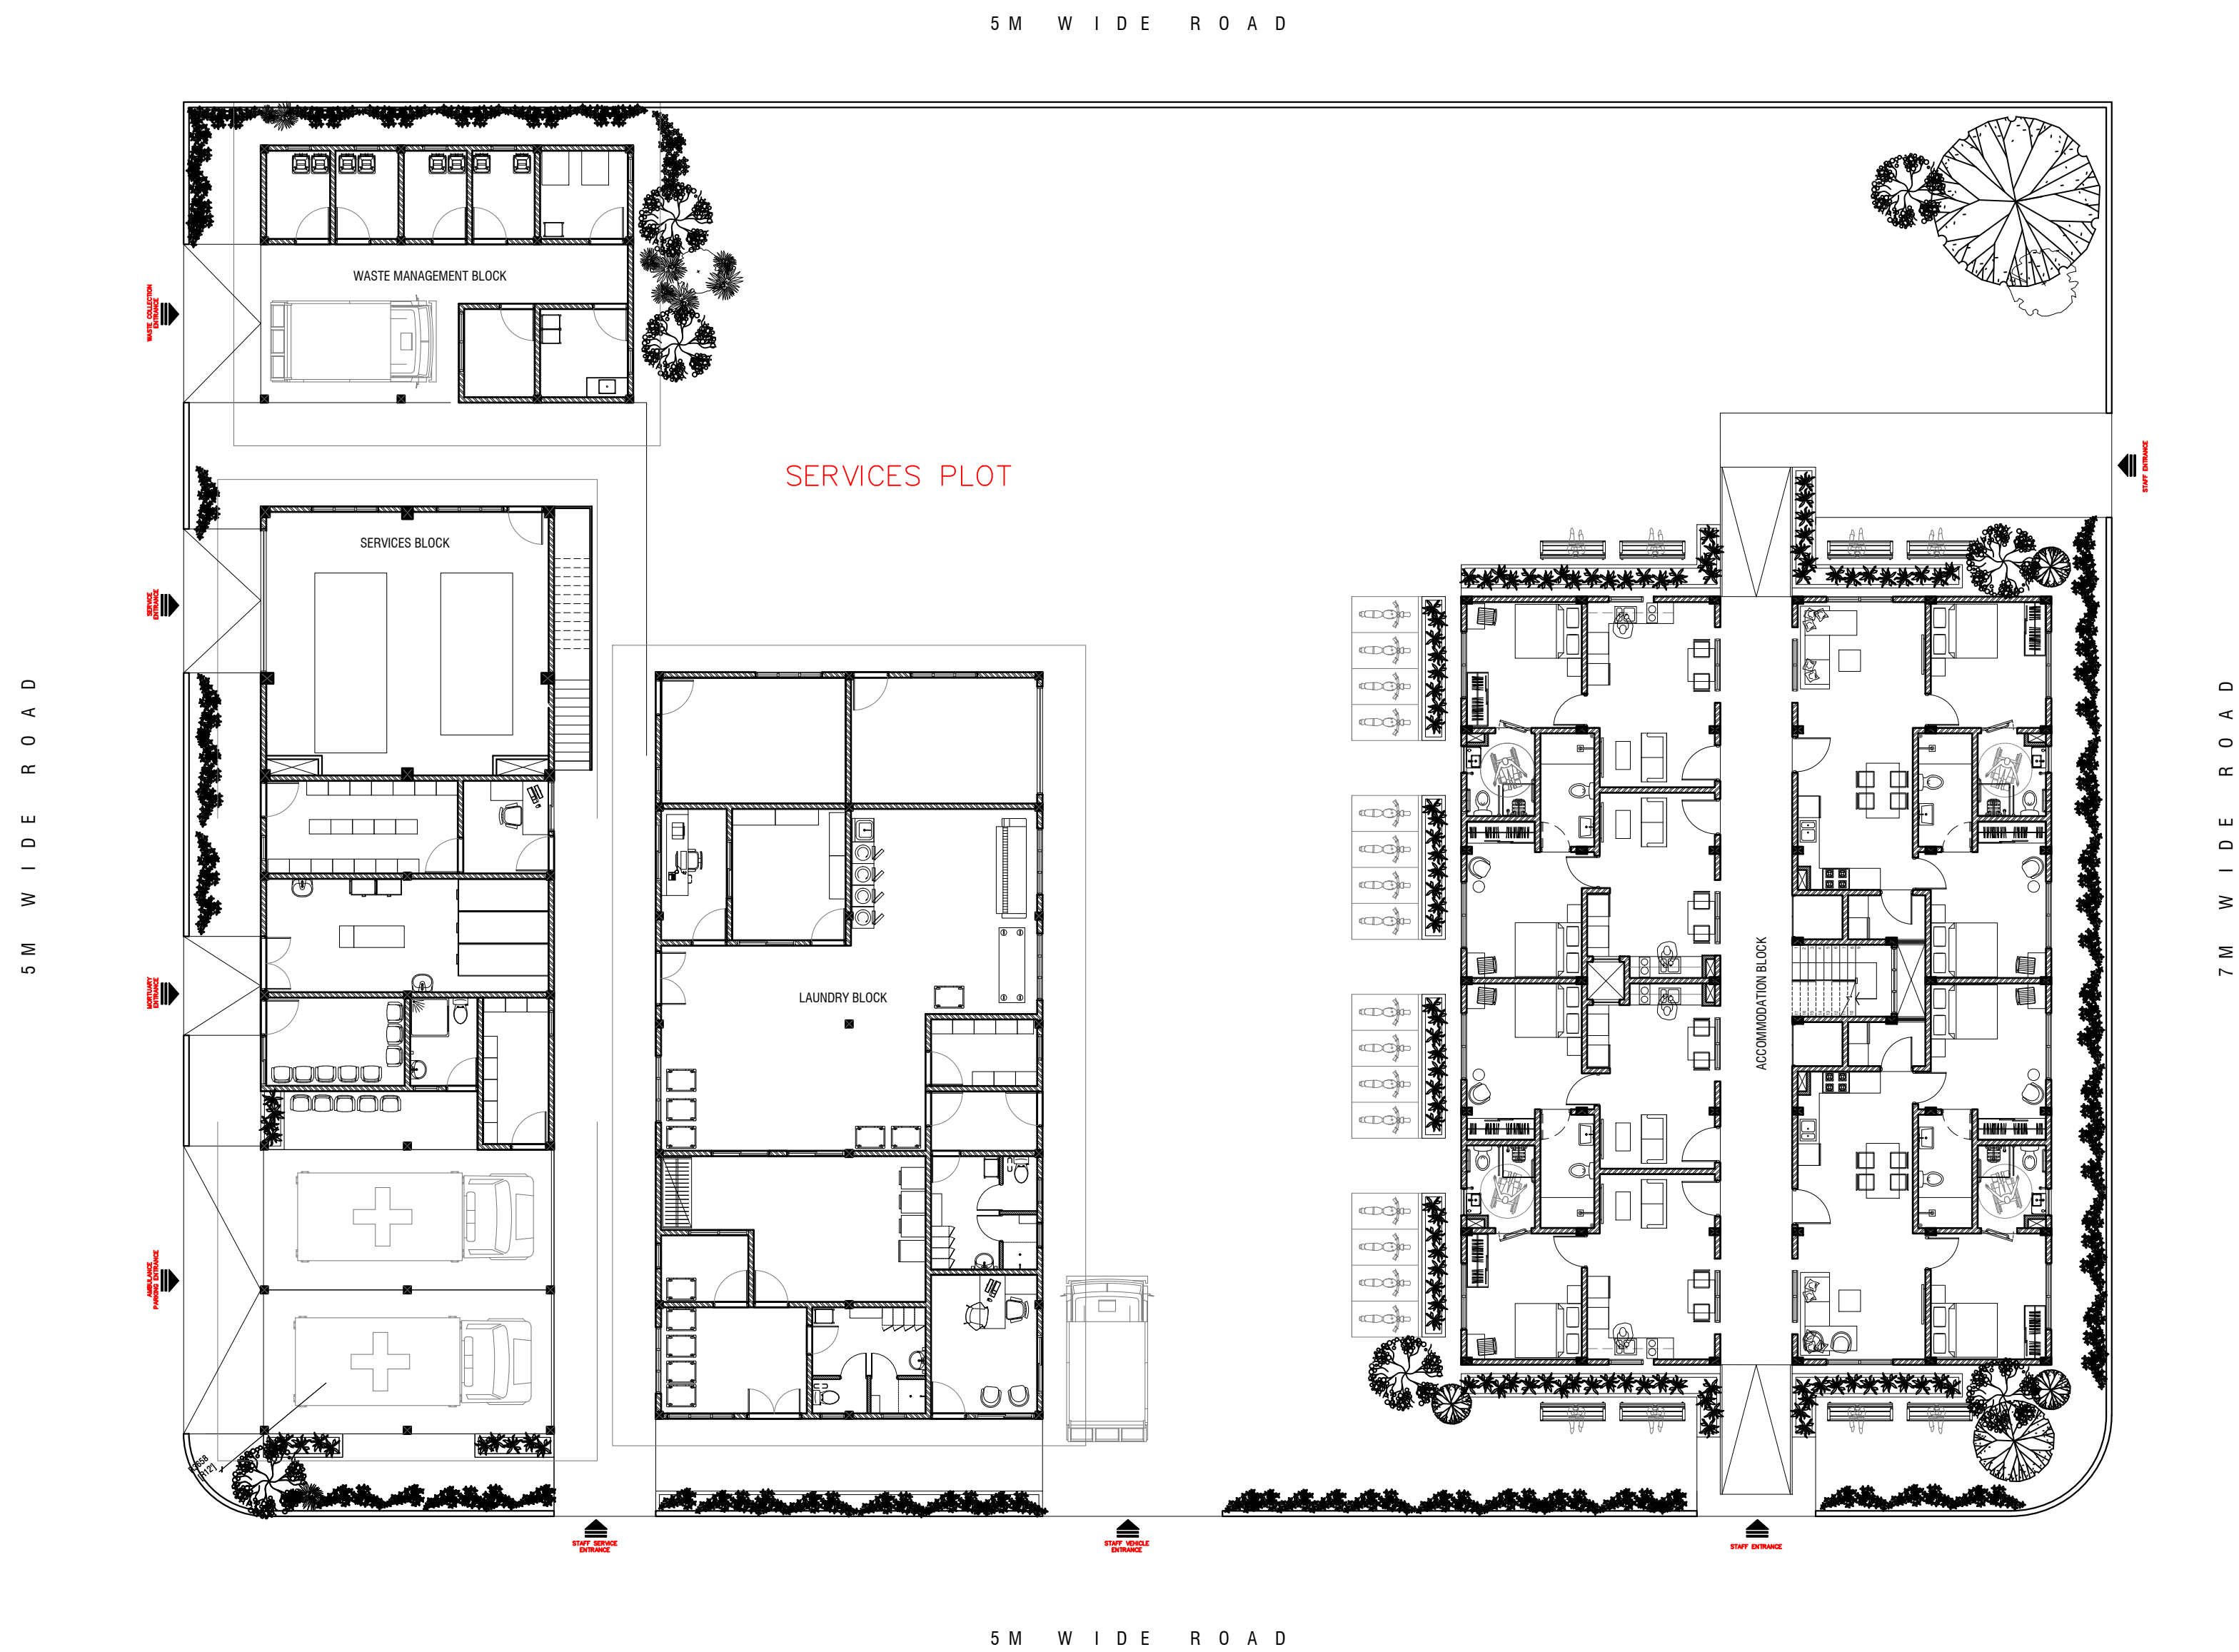 5M WIDE ROAD
WASTE COLLECTION
ENTRANCE
WASTE MANAGEMENT BLOCK
SERVICES PLOT
STAFF ENTRANCE
SERVICES BLOCK
SERVICE
ENTRANCE
5M WIDE ROAD
7M WIDE ROAD
MORTUARY
ENTRANCE
LAUNDRY BLOCK
ACCOMMODATION BLOCK
AMBULANCE
PARKING ENTRANCE
STAFF SERVICE
ENTRANCE
STAFF VEHICLE
ENTRANCE
STAFF ENTRANCE
5M WIDE ROAD